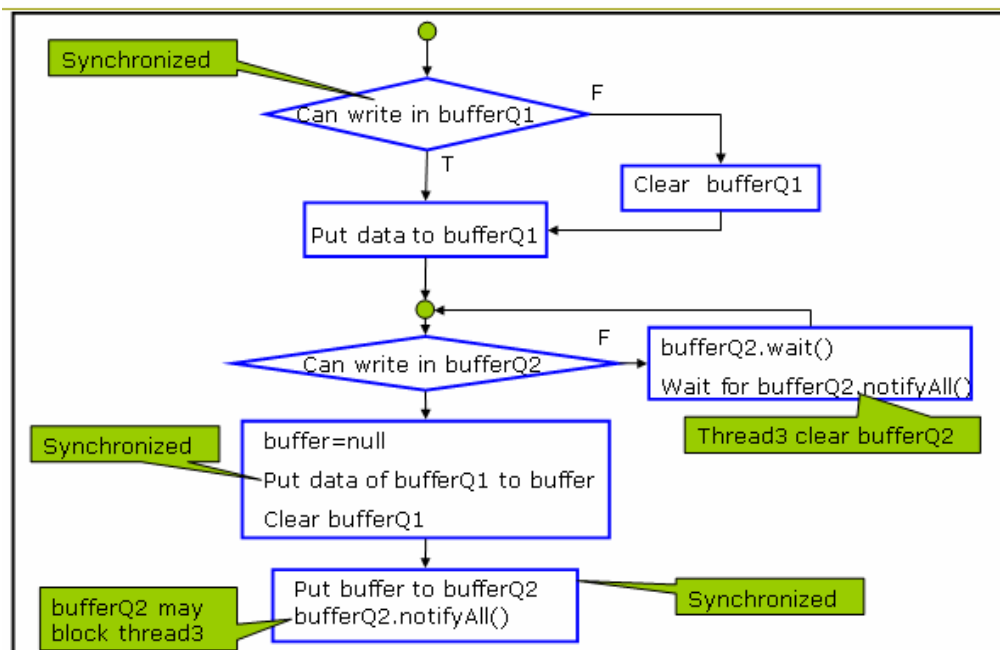 Synchronized
Can write in bufferQ1
F
T
Clear bufferQ1
Put data to bufferQ1
Can write in bufferQ2
F
bufferQ2.wait()
Wait for bufferQ2.notifyAll()
Thread3 clear bufferQ2
Synchronized
buffer=null
Put data of bufferQ1 to buffer
Clear bufferQ1
Put buffer to bufferQ2
bufferQ2.notifyAll()
Synchronized
bufferQ2 may
block thread3